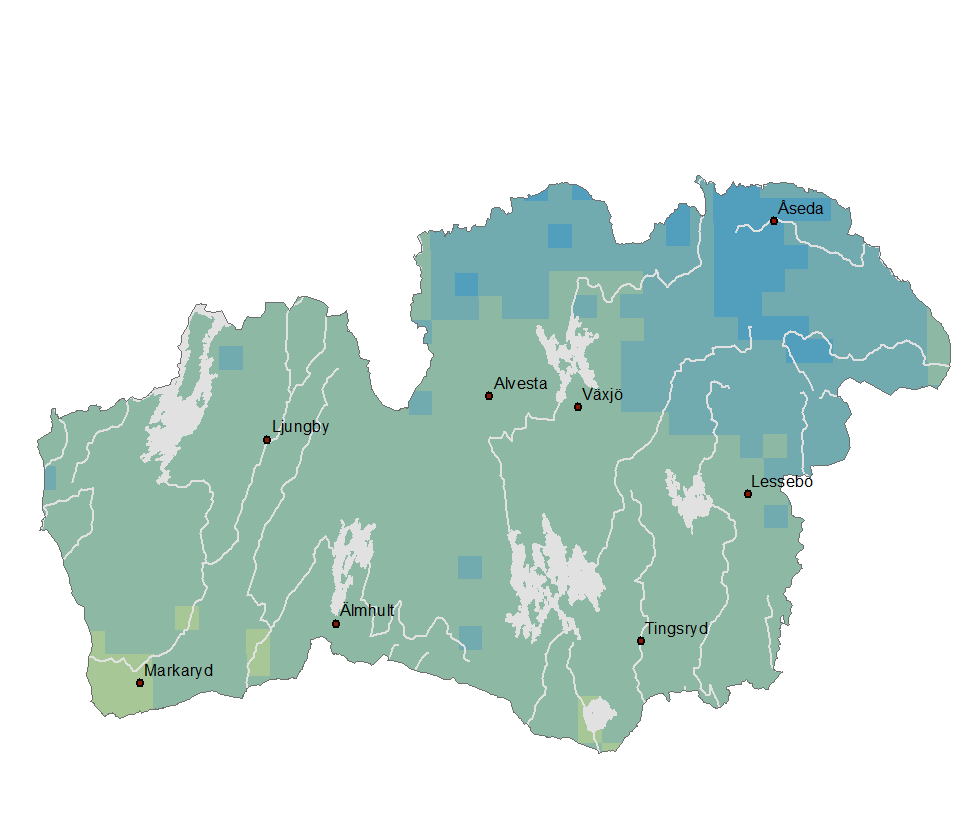 Åseda
Alvesta
Växjö
Ljungby
Lessebo
Älmhult
Tingsryd
Markaryd